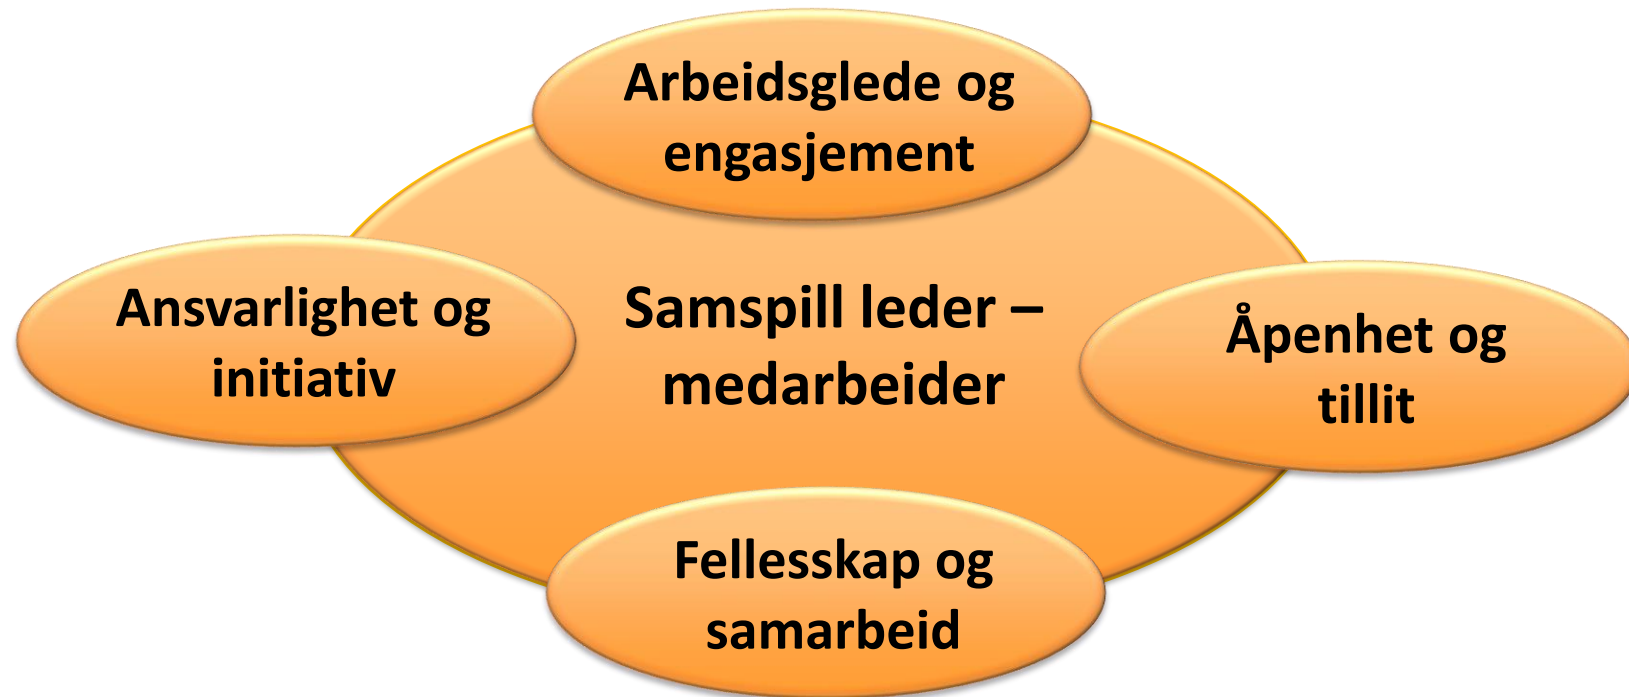 Arbeidsglede og
engasjement
Ansvarlighet og
initiativ
Samspill leder –
medarbeider
Åpenhet og
tillit
Fellesskap og
samarbeid